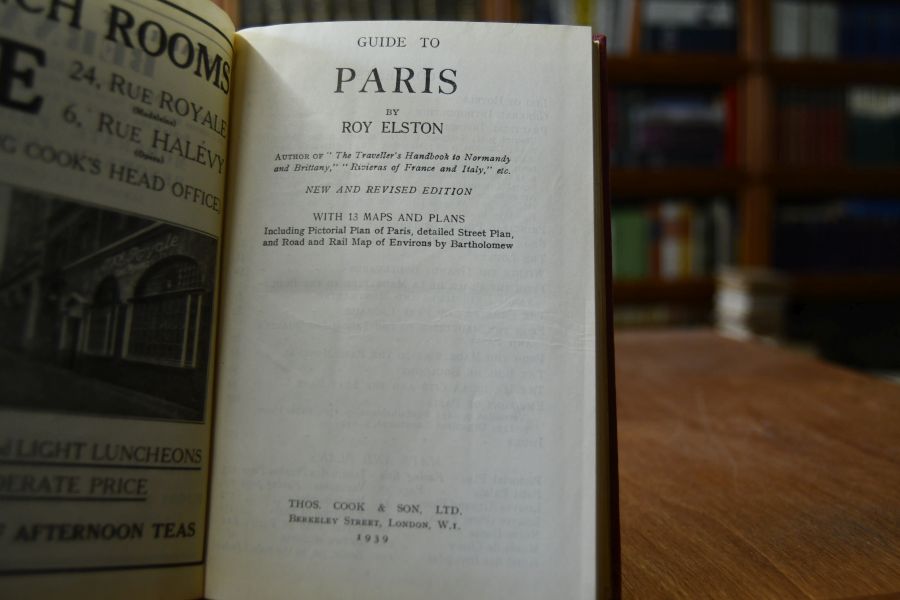 CH ROOMS
E
24, RUE ROYALE
(Madeleine)
6, RUE HALÉVY
(Opera)
G COOK'S HEAD OFFICE)
LIGHT LUNCHEONS
DERATE PRICE
AFTERNOON TEAS
GUIDE TO
PARIS
BY
ROY ELSTON
AUTHOR OF "The Traveller's Handbook to Normandy
and Brittany," "Rivieras of France and Italy," etc.
NEW AND REVISED EDITION
WITH 13 MAPS AND PLANS
Including Pictorial Plan of Paris, detailed Street Plan,
and Road and Rail Map of Environs by Bartholomew
THOS. COOK & SON, LTD.
BERKELEY STREET, LONDON, W.1.
1939